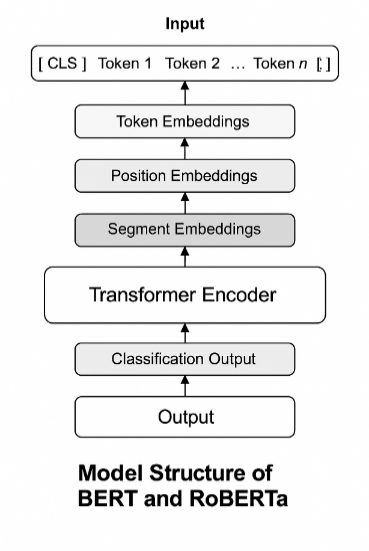 Input
[ CLS ] Token 1 Token 2 … Token n [ ; ]
Token Embeddings
Position Embeddings
Segment Embeddings
Transformer Encoder
Classification Output
Output
Model Structure of
BERT and RoBERTa